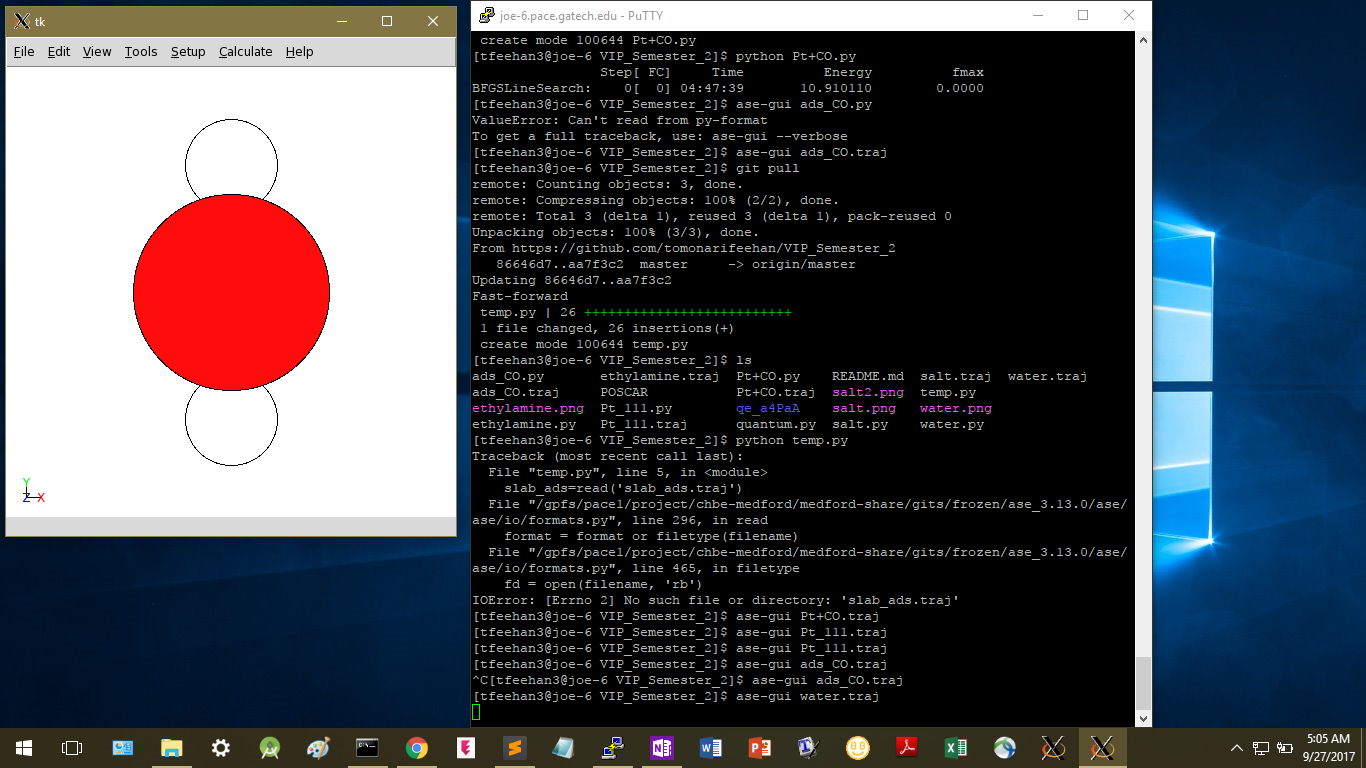 tk
File Edit View Tools Setup Calculate Help
Y
Z X
joe-6.pace.gatech.edu - PuTTY
create mode 100644 Pt+CO.py
[tfeehan3@joe-6 VIP_Semester_2]$ python Pt+CO.py
Step[ FC] Time Energy fmax
BFGSLineSearch: 0[ 0] 04:47:39 10.910110 0.0000
[tfeehan3@joe-6 VIP_Semester_2]$ ase-gui ads_CO.py
ValueError: Can't read from py-format
To get a full traceback, use: ase-gui --verbose
[tfeehan3@joe-6 VIP_Semester_2]$ ase-gui ads_CO.traj
[tfeehan3@joe-6 VIP_Semester_2]$ git pull
remote: Counting objects: 3, done.
remote: Compressing objects: 100% (2/2), done.
remote: Total 3 (delta 1), reused 3 (delta 1), pack-reused 0
Unpacking objects: 100% (3/3), done.
From https://github.com/tomonarifeehan/VIP_Semester_2
86646d7..aa7f3c2 master -> origin/master
Updating 86646d7..aa7f3c2
Fast-forward
temp.py | 26 ++++++++++++++++++++++++++
1 file changed, 26 insertions(+)
create mode 100644 temp.py
[tfeehan3@joe-6 VIP_Semester_2]$ ls
ads_CO.py ethylamine.traj Pt+CO.py README.md salt.traj water.traj
ads_CO.traj POSCAR Pt+CO.traj salt2.png temp.py
ethylamine.png Pt_111.py qe_a4PaA salt.png water.png
ethylamine.py Pt_111.traj quantum.py salt.py water.py
[tfeehan3@joe-6 VIP_Semester_2]$ python temp.py
Traceback (most recent call last):
File "temp.py", line 5, in <module>
slab_ads=read('slab_ads.traj')
File "/gpfs/pace1/project/chbe-medford/medford-share/gits/frozen/ase_3.13.0/ase/
ase/io/formats.py", line 296, in read
format = format or filetype(filename)
File "/gpfs/pace1/project/chbe-medford/medford-share/gits/frozen/ase_3.13.0/ase/
ase/io/formats.py", line 465, in filetype
fd = open(filename, 'rb')
IOError: [Errno 2] No such file or directory: 'slab_ads.traj'
[tfeehan3@joe-6 VIP_Semester_2]$ ase-gui Pt+CO.traj
[tfeehan3@joe-6 VIP_Semester_2]$ ase-gui Pt_111.traj
[tfeehan3@joe-6 VIP_Semester_2]$ ase-gui Pt_111.traj
[tfeehan3@joe-6 VIP_Semester_2]$ ase-gui ads_CO.traj
^C[tfeehan3@joe-6 VIP_Semester_2]$ ase-gui ads_CO.traj
[tfeehan3@joe-6 VIP_Semester_2]$ ase-gui water.traj
5:05 AM
9/27/2017